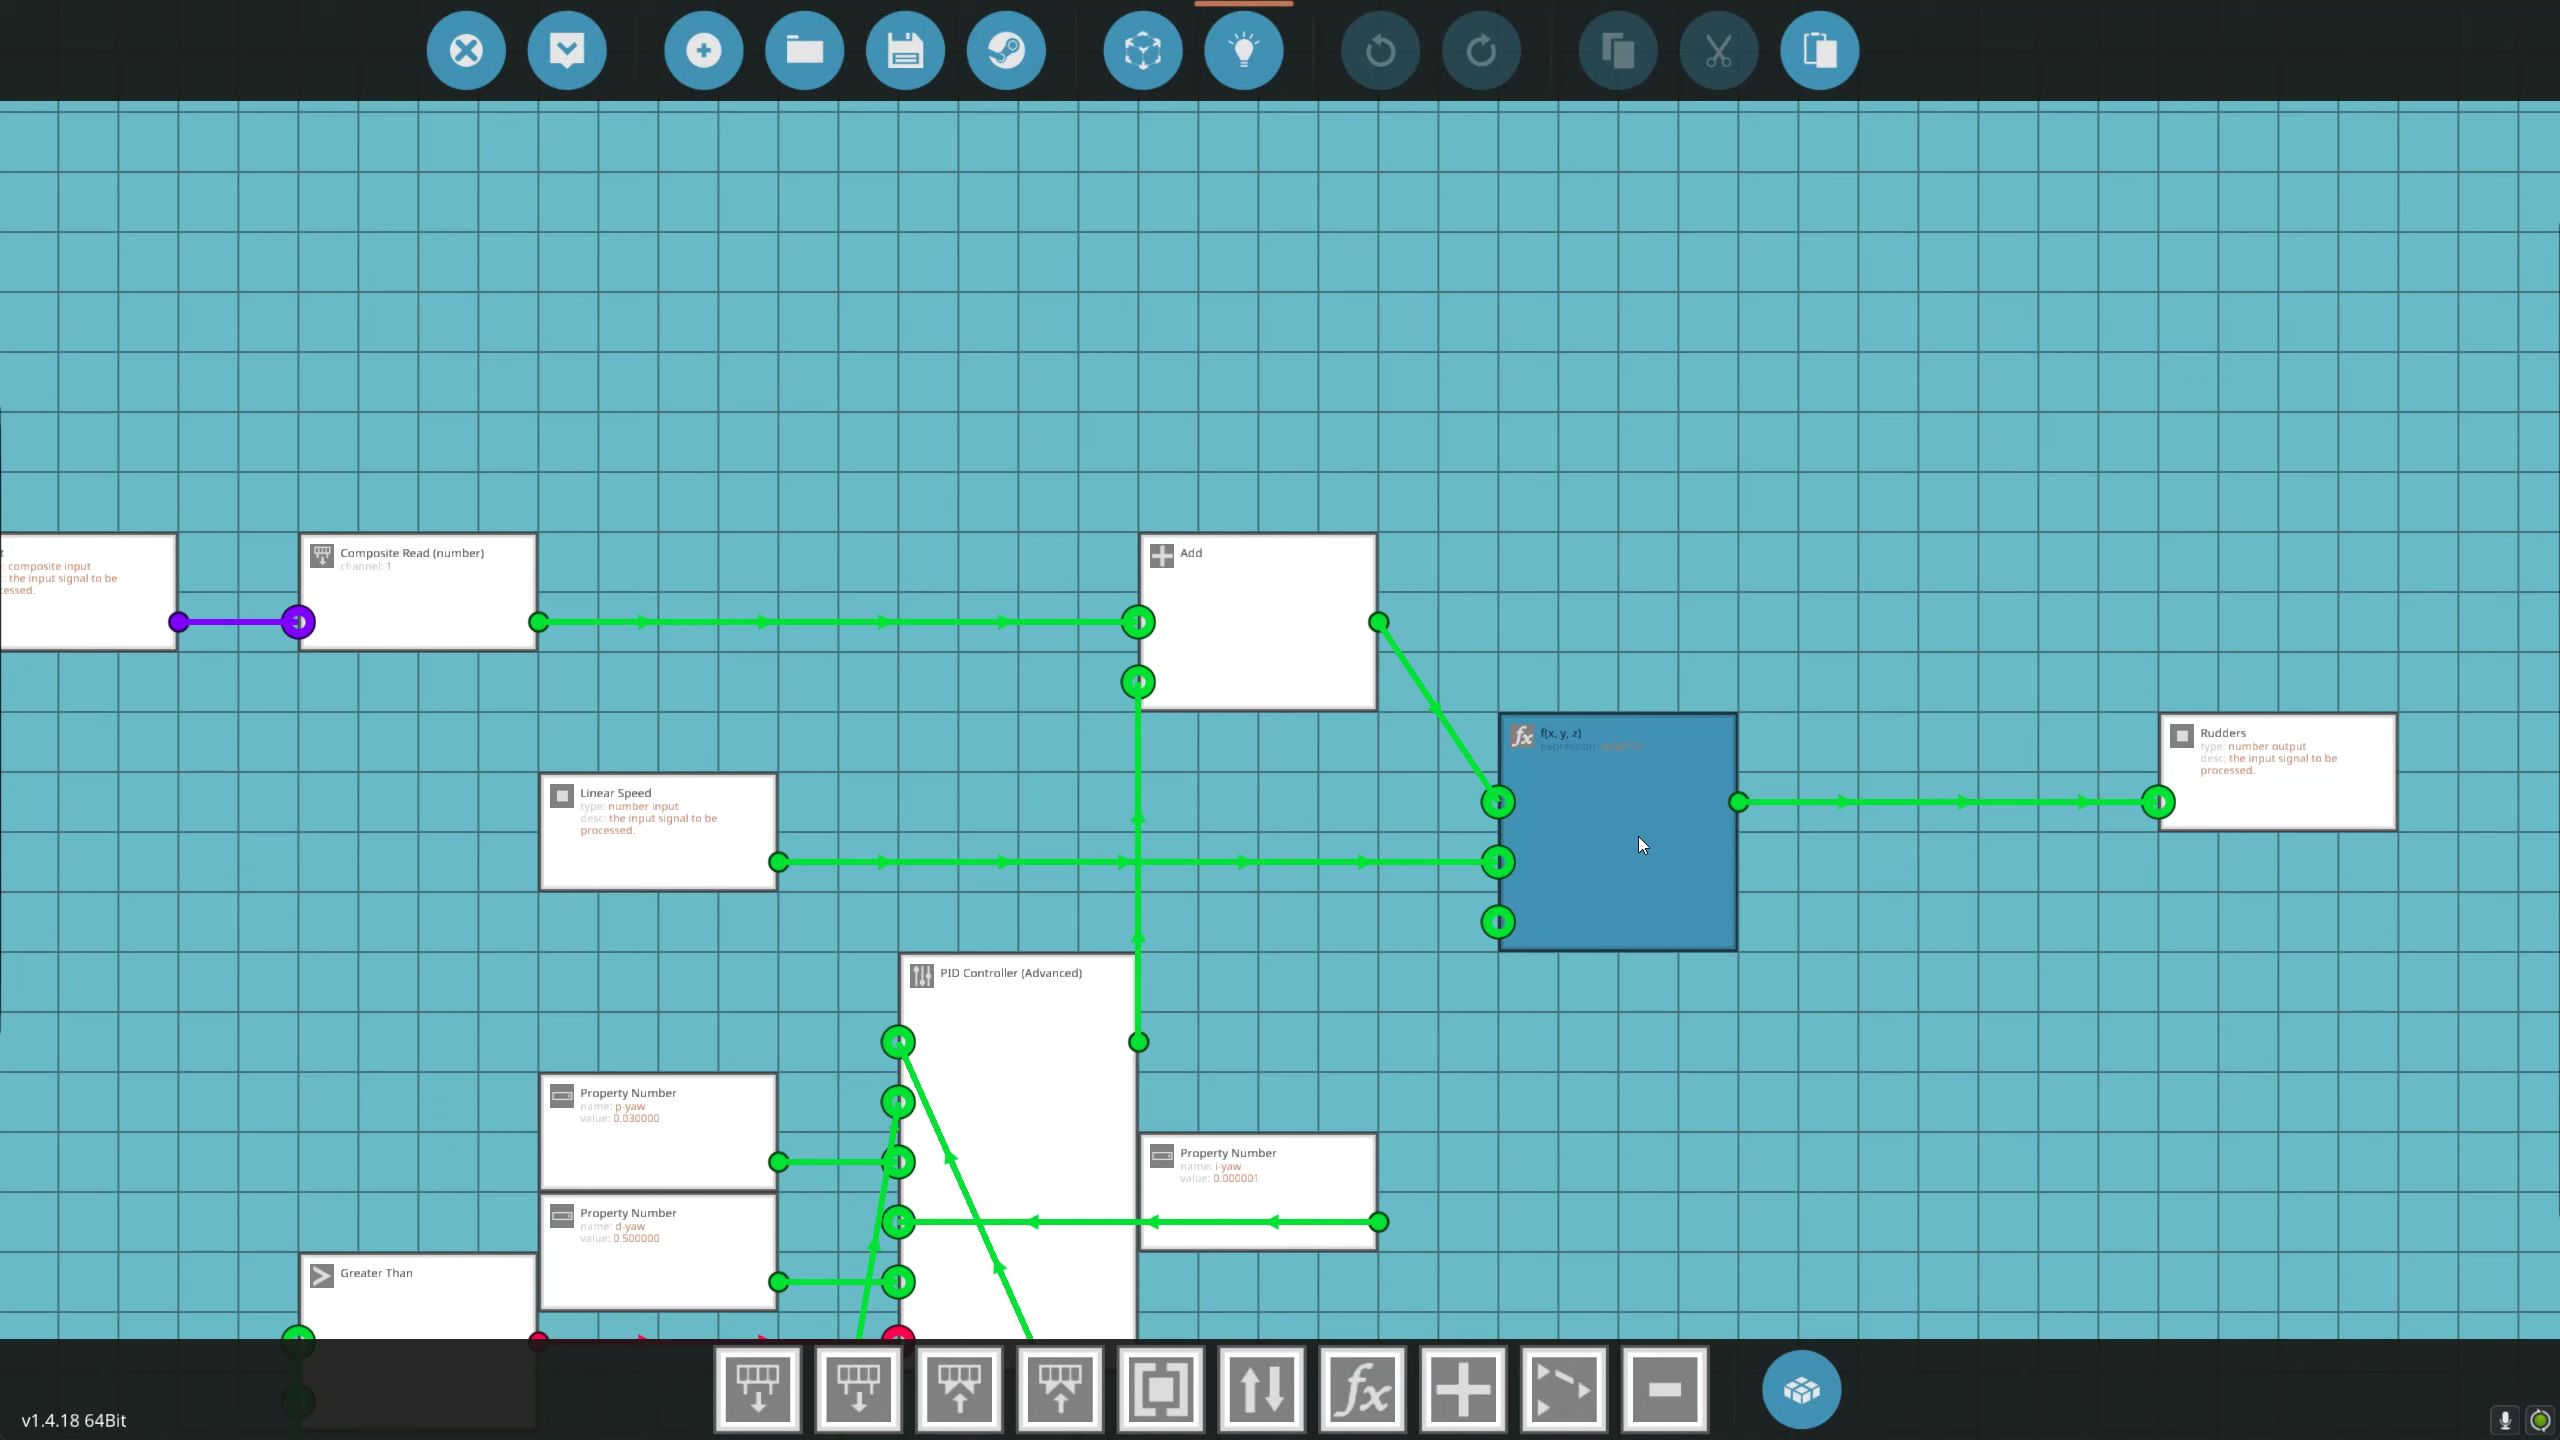 t
: composite input
: the input signal to be
essed.
Composite Read (number)
channel: 1
Add
Linear Speed
type: number input
desc: the input signal to be
processed.
f(x, y, z)
expression:
Rudders
type: number output
desc: the input signal to be
processed.
PID Controller (Advanced)
Property Number
name: p-yaw
value: 0.030000
Property Number
name: i-yaw
value: 0.000001
Property Number
name: d-yaw
value: 0.500000
Greater Than
v1.4.18 64Bit